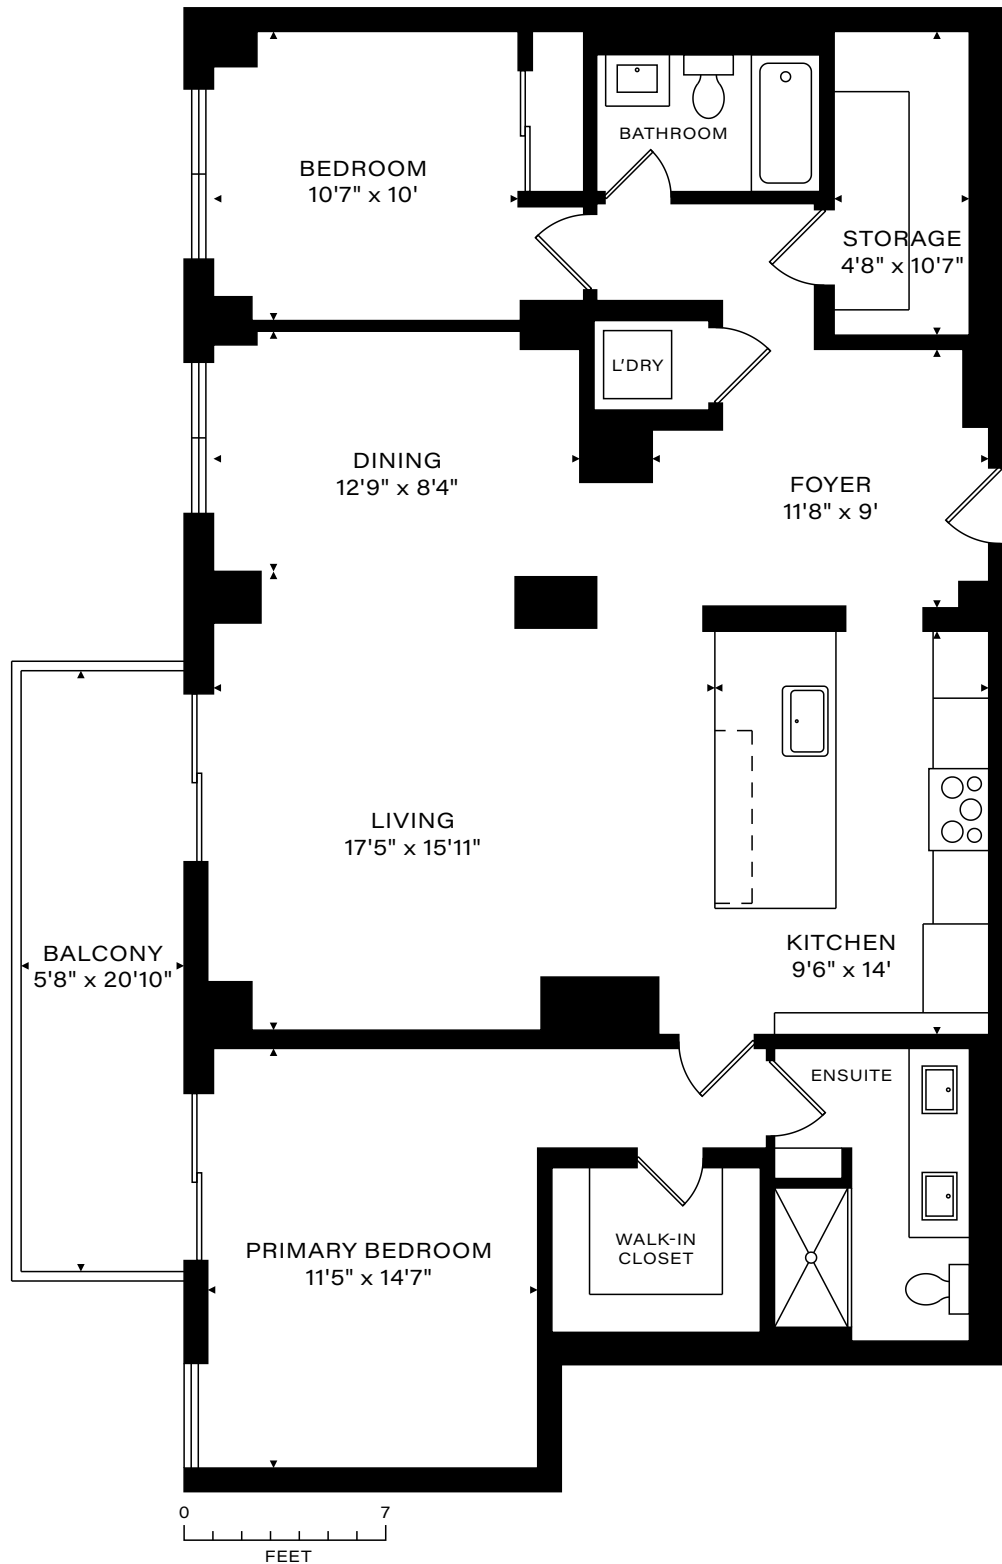 BATHROOM
BEDROOM
10'7" x 10'
STORAGE
4'8" x 10'7"
L'DRY
DINING
12'9" x 8'4"
FOYER
11'8" x 9'
LIVING
17'5" x 15'11"
BALCONY
5'8" x 20'10"
KITCHEN
9'6" x 14'
ENSUITE
PRIMARY BEDROOM
11'5" x 14'7"
WALK-IN
CLOSET
0 7
FEET